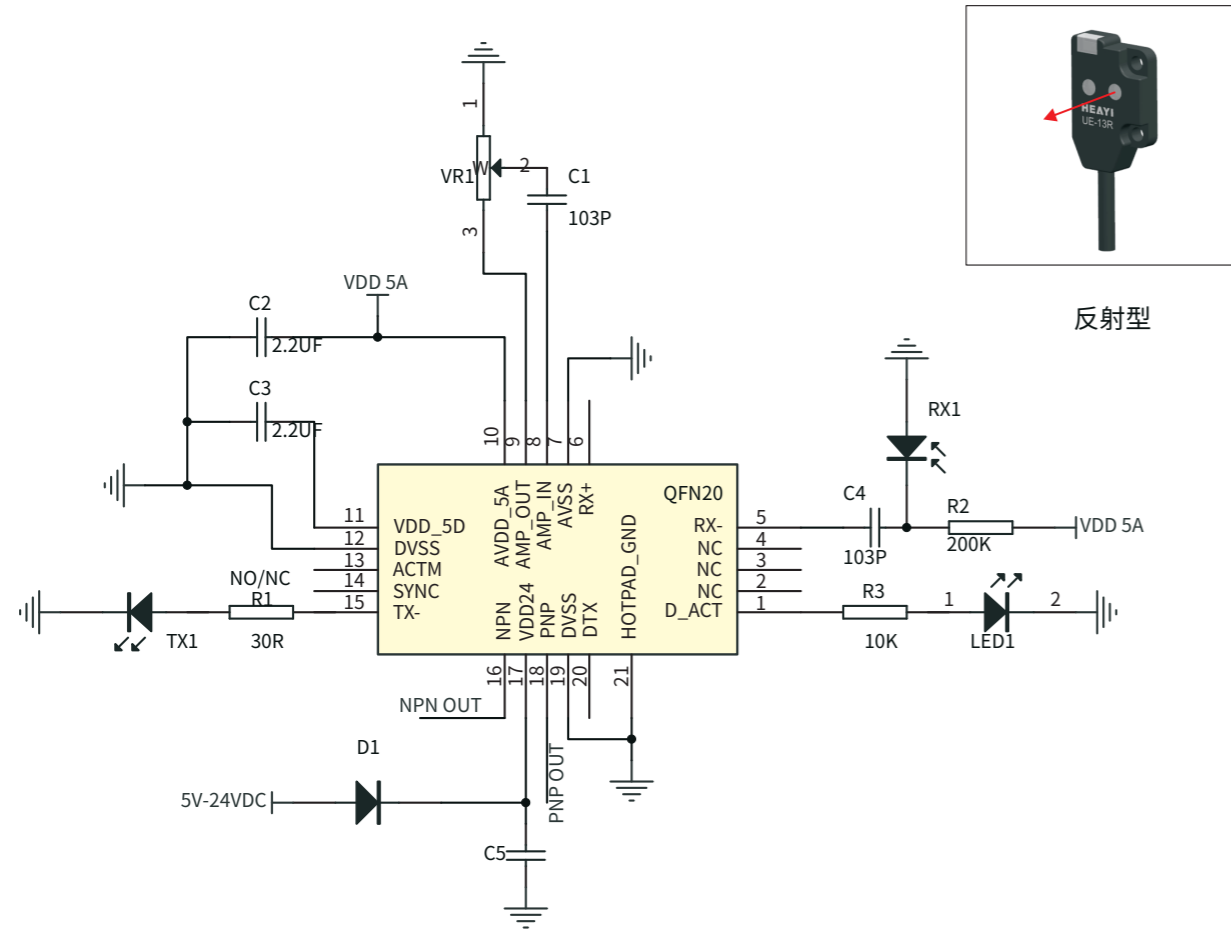 1
VR1
W
2
C1
103P
3
HEAYI
UE-13R
反射型
VDD 5A
C2
2.2UF
C3
2.2UF
10
9
8
7
6
AVDD_5A
AMP_OUT
AMP_IN
AVSS
RX+
QFN20
HOTPAD_GND
11
VDD_5D
12
DVSS
13
ACTM
14
SYNC
15
TX-
NO/NC
R1
30R
TX1
RX-
5
NC
4
NC
3
NC
2
D_ACT
1
C4
103P
RX1
R2
200K
VDD 5A
R3
10K
1
LED1
2
NPN
VDD24
PNP
DVSS
DTX
16
17
18
19
20
21
NPN OUT
PNP OUT
D1
5V-24VDC
C5